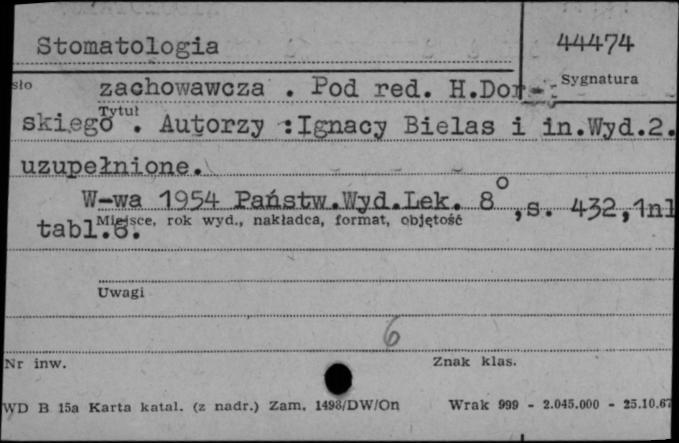 Stomatologia
44474
Sygnatura
sło
zachowawcza . Pod red. H.Dor-
Tytuł
skiego . Autorzy :Ignacy Bielas i in.Wyd.2.
uzupełnione.
W-wa 1954 Państw.Wyd.Lek. 8°,s. 432,1nl
Miejsce, rok wyd., nakładca, format, objętość
tabl.6.
Uwagi
6
Nr inw.
Znak klas.
WD B 15a Karta katal. (z nadr.) Zam. 1493/DW/On Wrak 999 - 2.045.000 - 25.10.67